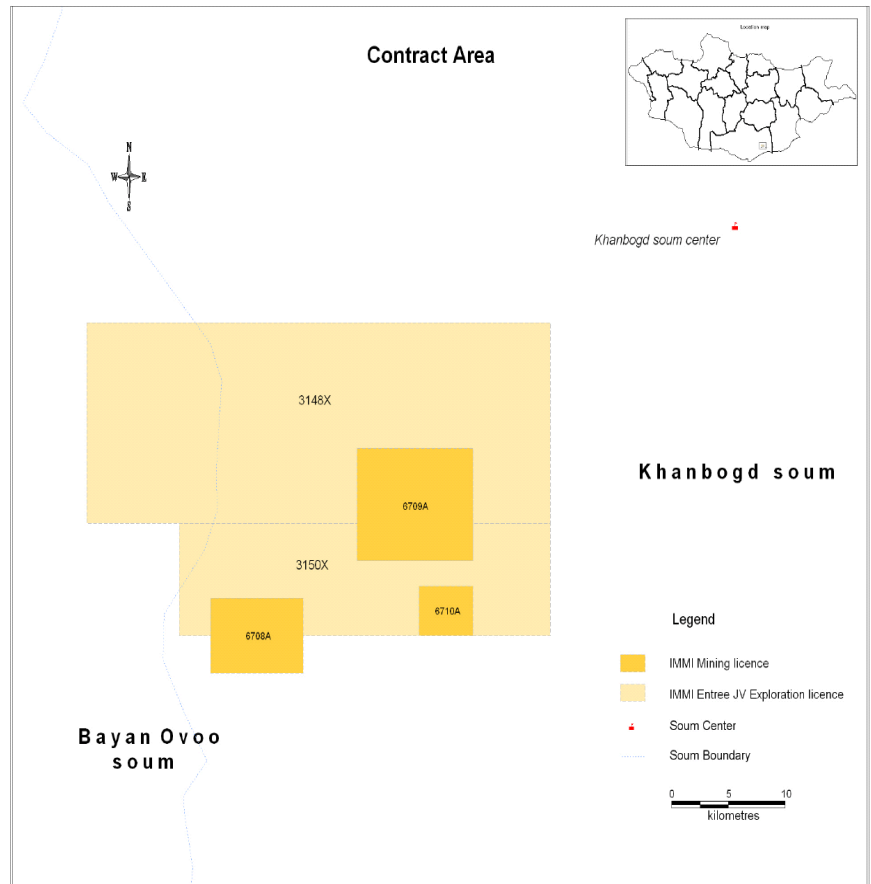 Contract Area
Location map
N
W E
S
Khanbogd soum center
3148X
Khanbogd soum
6709A
3150X
6710A
6708A
Legend
IMMI Mining licence
IMMI Entree JV Exploration licence
Soum Center
Soum Boundary
Bayan Ovoo
soum
0 5 10
kilometres